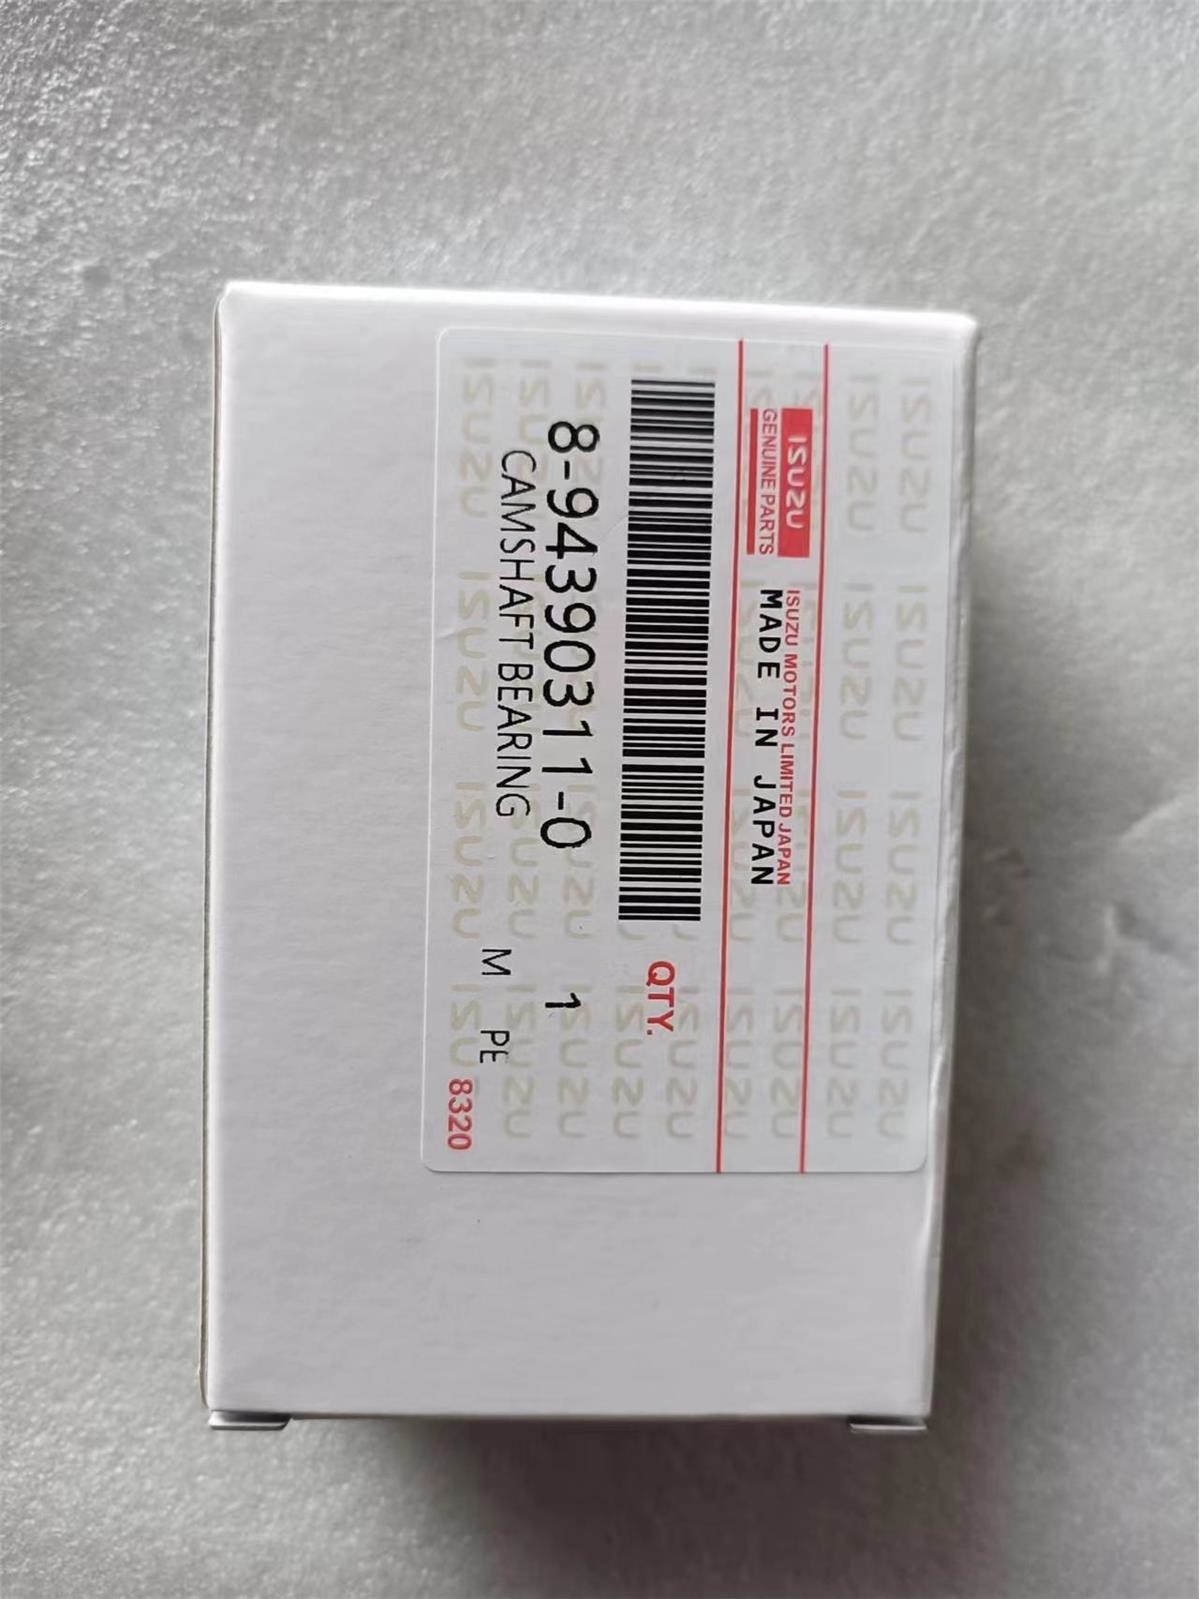 ISUZU
GENUINE PARTS
ISUZU MOTORS LIMITED JAPAN
MADE IN JAPAN
QTY.
8-94390311-0 1
CAMSHAFT BEARING M PE
8320